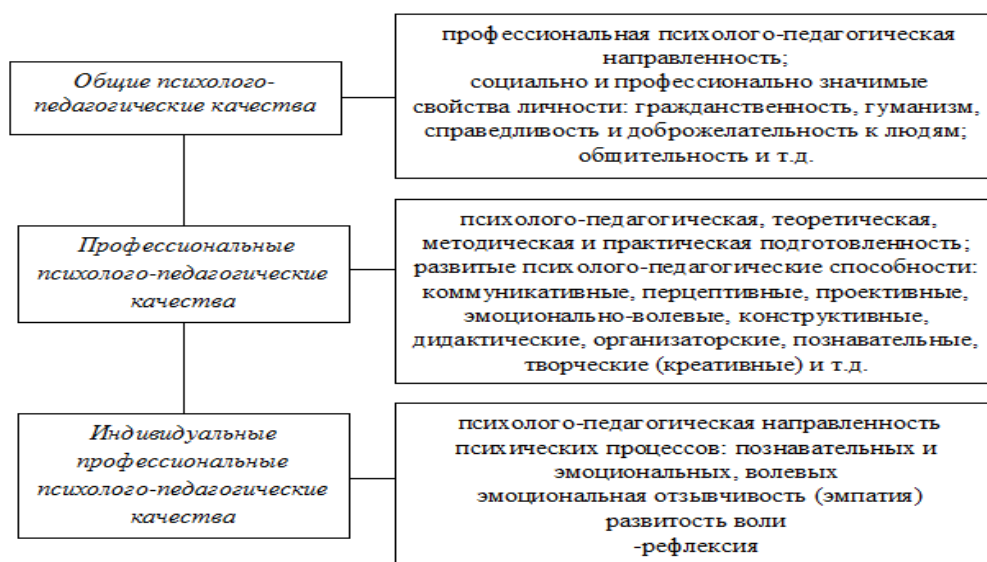 Общие психолого-
педагогические качества
профессиональная психолого-педагогическая
направленность;
социально и профессионально значимые
свойства личности: гражданственность, гуманизм,
справедливость и доброжелательность к людям;
общительность и т.д.
Профессиональные
психолого-педагогические
качества
психолого-педагогическая, теоретическая,
методическая и практическая подготовленность;
развитые психолого-педагогические способности:
коммуникативные, перцептивные, проективные,
эмоционально-волевые, конструктивные,
дидактические, организаторские, познавательные,
творческие (креативные) и т.д.
Индивидуальные
профессиональные
психолого-педагогические
качества
психолого-педагогическая направленность
психических процессов: познавательных и
эмоциональных, волевых
эмоциональная отзывчивость (эмпатия)
развитость воли
-рефлексия